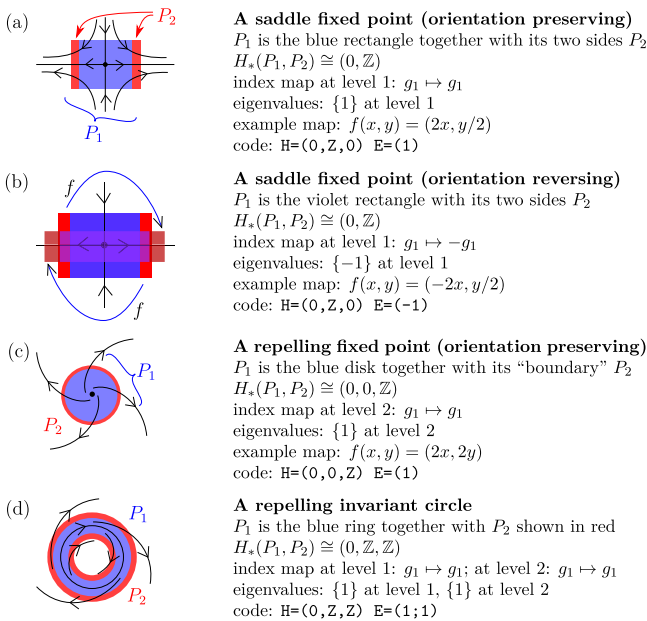 (a)
P₂
P₁
A saddle fixed point (orientation preserving)
P₁ is the blue rectangle together with its two sides P₂
H∗(P₁, P₂) ≅ (0, ℤ)
index map at level 1: g₁ ↦ g₁
eigenvalues: {1} at level 1
example map: f(x, y) = (2x, y/2)
code: H=(0,Z,0) E=(1)
(b)
f
f
A saddle fixed point (orientation reversing)
P₁ is the violet rectangle with its two sides P₂
H∗(P₁, P₂) ≅ (0, ℤ)
index map at level 1: g₁ ↦ −g₁
eigenvalues: {−1} at level 1
example map: f(x, y) = (−2x, y/2)
code: H=(0,Z,0) E=(-1)
(c)
P₁
P₂
A repelling fixed point (orientation preserving)
P₁ is the blue disk together with its “boundary” P₂
H∗(P₁, P₂) ≅ (0, 0, ℤ)
index map at level 2: g₁ ↦ g₁
eigenvalues: {1} at level 2
example map: f(x, y) = (2x, 2y)
code: H=(0,0,Z) E=(1)
(d)
P₁
P₂
A repelling invariant circle
P₁ is the blue ring together with P₂ shown in red
H∗(P₁, P₂) ≅ (0, ℤ, ℤ)
index map at level 1: g₁ ↦ g₁; at level 2: g₁ ↦ g₁
eigenvalues: {1} at level 1, {1} at level 2
code: H=(0,Z,Z) E=(1;1)